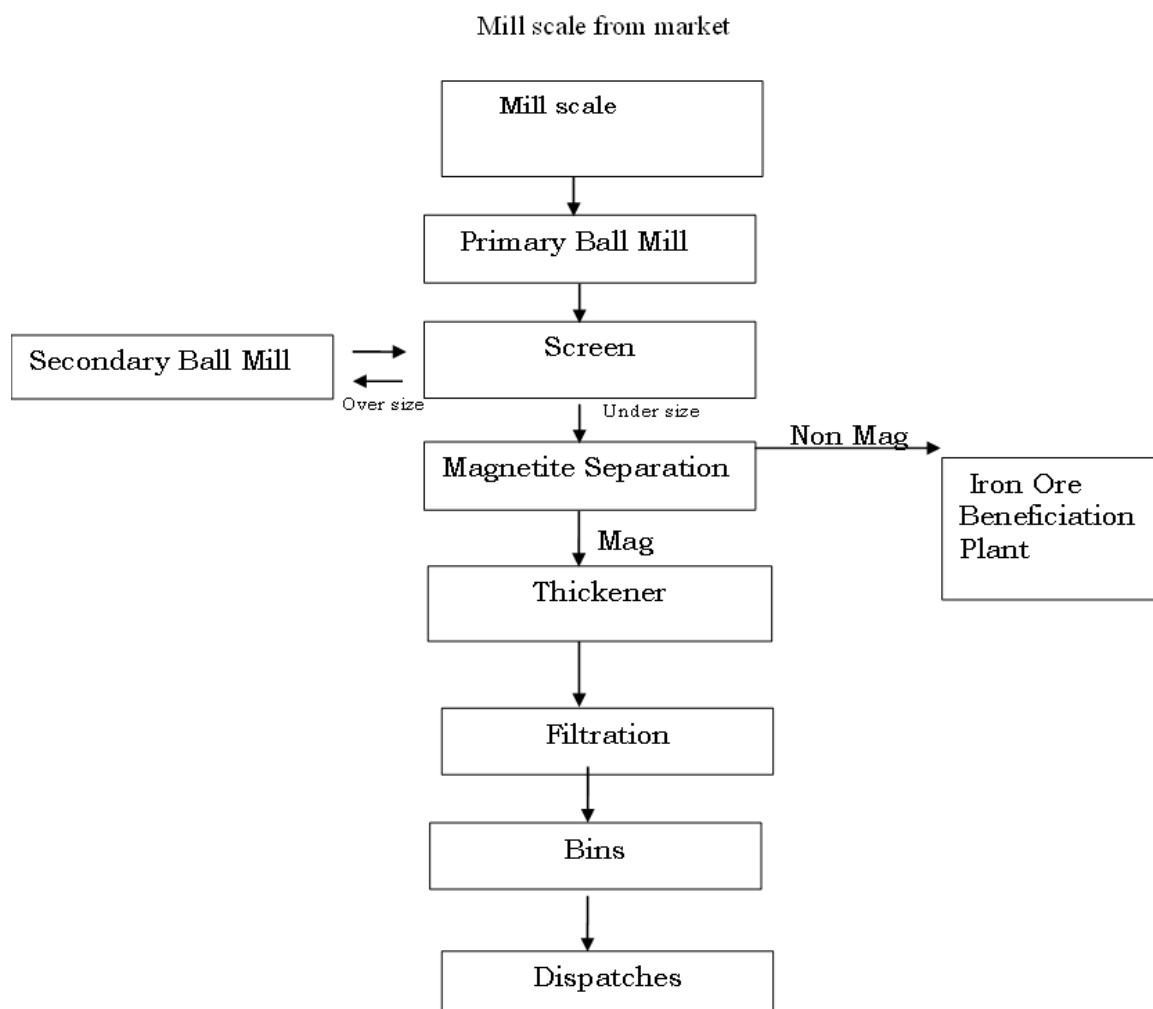 Mill scale from market
Mill scale
Primary Ball Mill
Screen
Secondary Ball Mill
Over size
Under size
Non Mag
Magnetite Separation
Iron Ore
Beneficiation
Plant
Mag
Thickener
Filtration
Bins
Dispatches